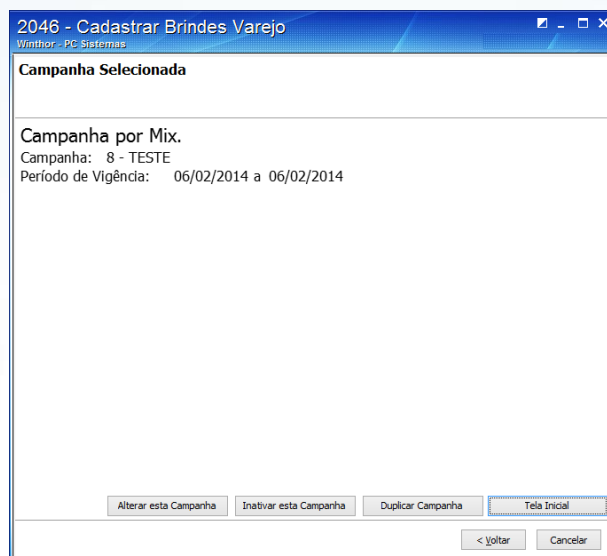 2046 - Cadastrar Brindes Varejo
Winthor - PC Sistemas
Campanha Selecionada
Campanha por Mix.
Campanha: 8 - TESTE
Período de Vigência: 06/02/2014 a 06/02/2014
Alterar esta Campanha Inativar esta Campanha Duplicar Campanha Tela Inicial
< Voltar Cancelar